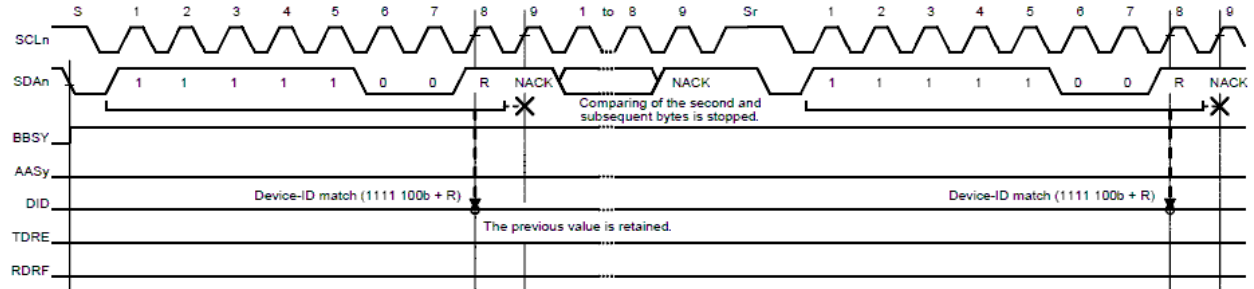 S 1 2 3 4 5 6 7 8 9 1 to 8 9 Sr 1 2 3 4 5 6 7 8 9
SCLn
SDAn 1 1 1 1 1 0 0 R NACK NACK 1 1 1 1 1 0 0 R NACK
Comparing of the second and
subsequent bytes is stopped.
BBSY
AASy
Device-ID match (1111 100b + R) Device-ID match (1111 100b + R)
DID
The previous value is retained.
TDRE
RDRF